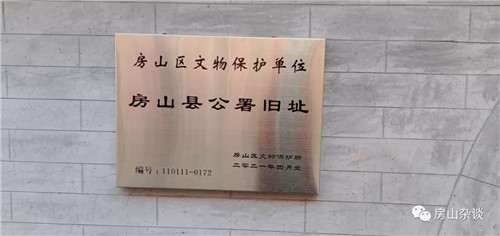 房山区文物保护单位
房山县公署旧址
房山区文物保护所
二零二一年四月立
编号:110111-0172
房山杂谈